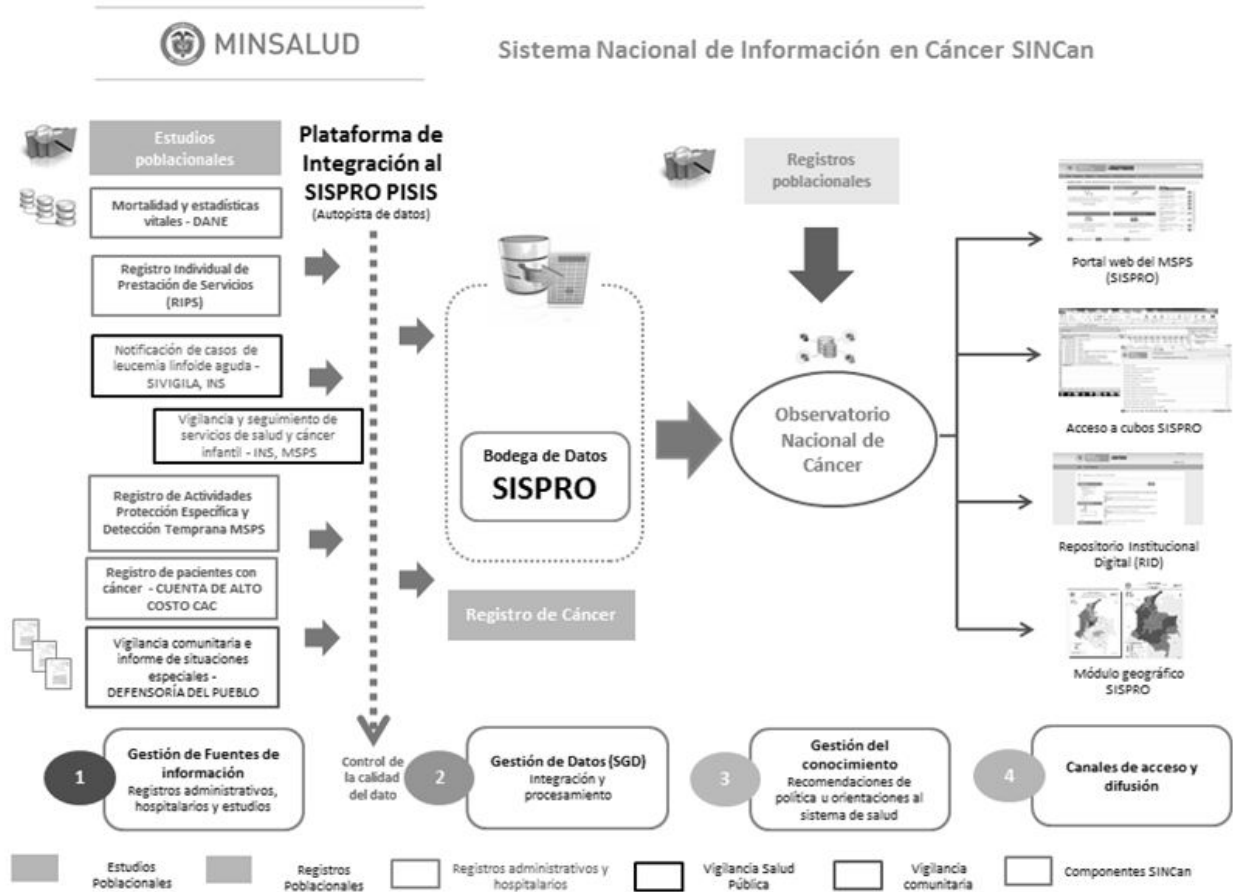 MINSALUD
Sistema Nacional de Información en Cáncer SINCan
Estudios
poblacionales
Mortalidad y estadísticas
vitales - DANE
Registro Individual de
Prestación de Servicios
(RIPS)
Notificación de casos de
leucemia linfoide aguda -
SIVIGILA, INS
Vigilancia y seguimiento de
servicios de salud y cáncer
infantil - INS, MSPS
Registro de Actividades
Protección Específica y
Detección Temprana MSPS
Registro de pacientes con
cáncer - CUENTA DE ALTO
COSTO CAC
Vigilancia comunitaria e
informe de situaciones
especiales -
DEFENSORÍA DEL PUEBLO
Plataforma de
Integración al
SISPRO PISIS
(Autopista de datos)
Bodega de Datos
SISPRO
Registro de Cáncer
Registros
poblacionales
Observatorio
Nacional de
Cáncer
Portal web del MSPS
(SISPRO)
Acceso a cubos SISPRO
Repositorio Institucional
Digital (RID)
Módulo geográfico
SISPRO
1
Gestión de Fuentes de
información
Registros administrativos,
hospitalarios y estudios
Control de
la calidad
del dato
2
Gestión de Datos (SGD)
Integración y
procesamiento
3
Gestión del
conocimiento
Recomendaciones de
política u orientaciones al
sistema de salud
4
Canales de acceso y
difusión
Estudios
Poblacionales
Registros
Poblacionales
Registros administrativos y
hospitalarios
Vigilancia Salud
Pública
Vigilancia
comunitaria
Componentes SINCan